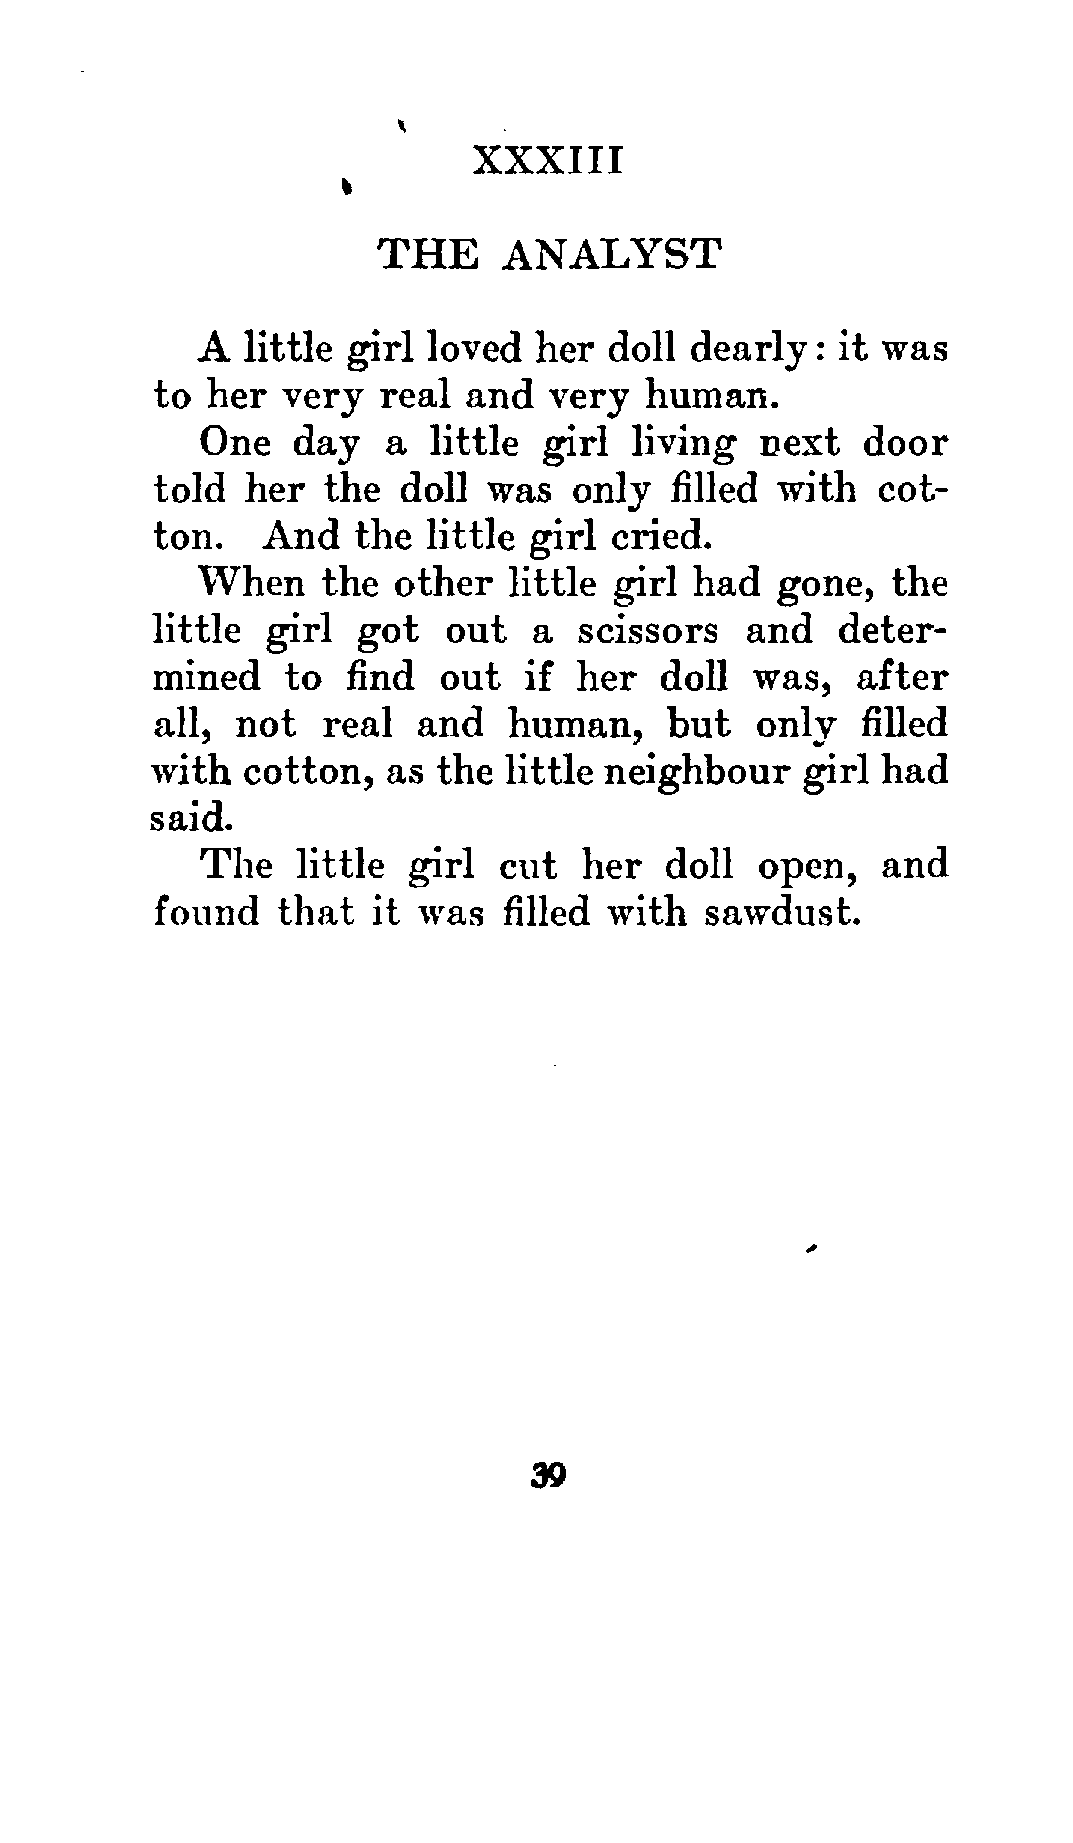 XXXIII
THE ANALYST
A little girl loved her doll dearly: it was
to her very real and very human.
One day a little girl living next door
told her the doll was only filled with cot-
ton. And the little girl cried.
When the other little girl had gone, the
little girl got out a scissors and deter-
mined to find out if her doll was, after
all, not real and human, but only filled
with cotton, as the little neighbour girl had
said.
The little girl cut her doll open, and
found that it was filled with sawdust.
39